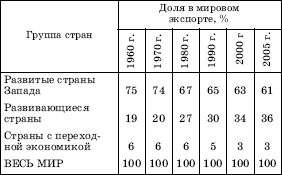 Группа стран
Доля в мировом
экспорте, %
1960 г. 1970 г. 1980 г. 1990 г. 2000 г 2005 г.
Развитые страны
Запада 75 74 67 65 63 61
Развивающиеся
страны 19 20 27 30 34 36
Страны с переход-
ной экономикой 6 6 6 5 3 3
ВЕСЬ МИР 100 100 100 100 100 100